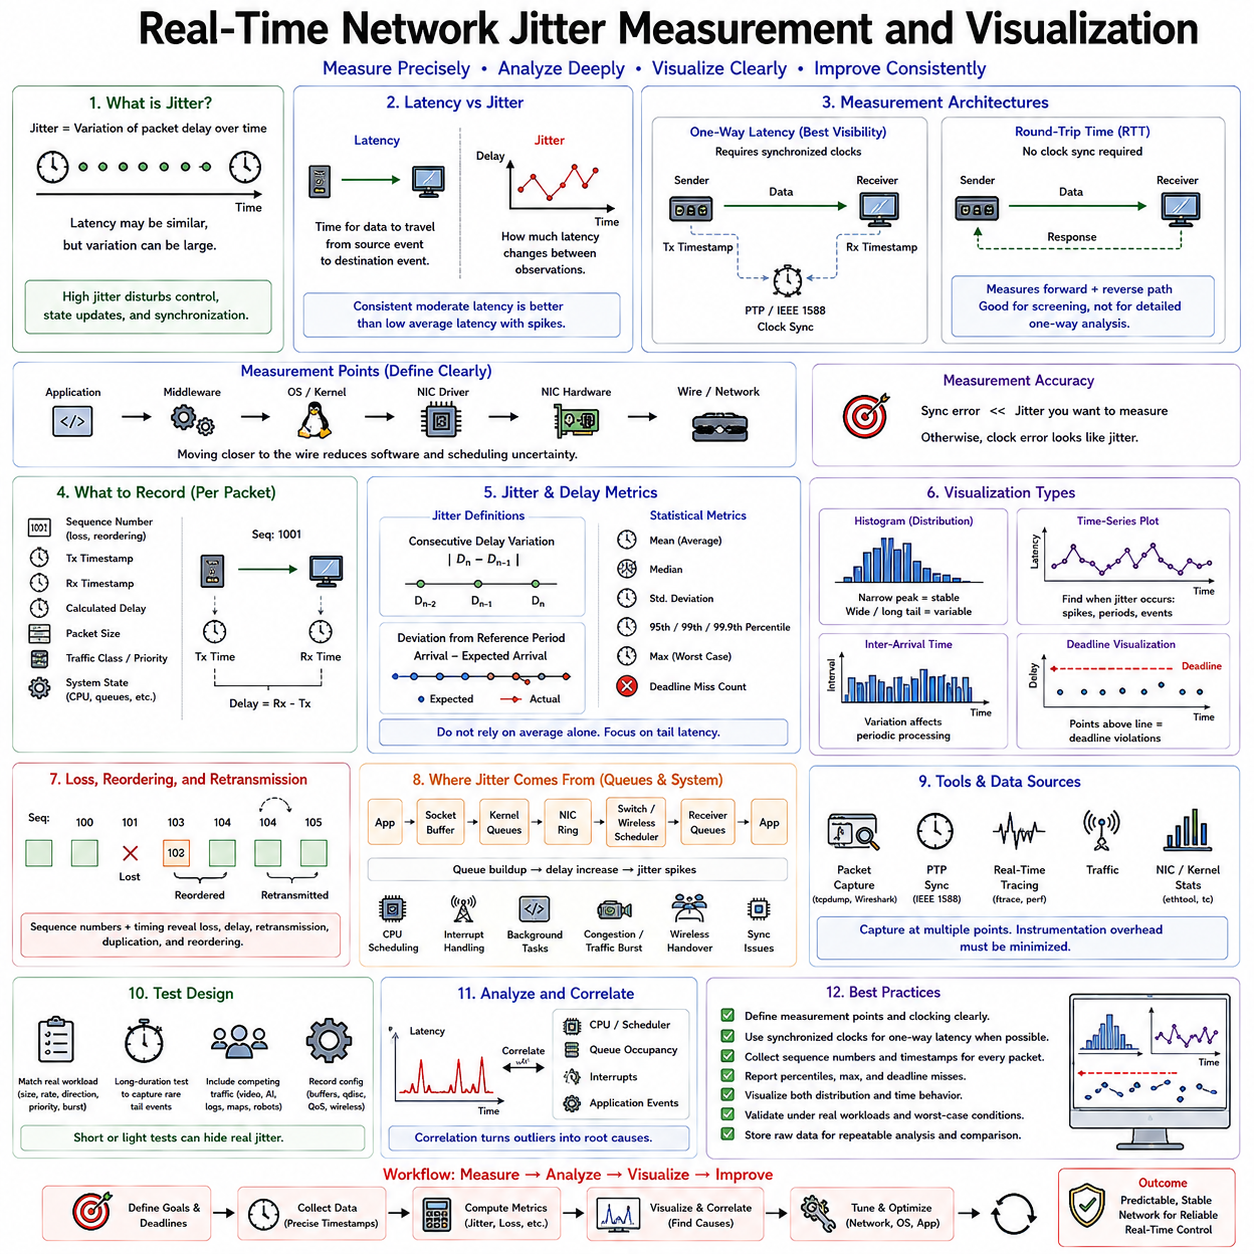 Real-Time Network Jitter Measurement and Visualization
Measure Precisely • Analyze Deeply • Visualize Clearly • Improve Consistently
1. What is Jitter?
Jitter = Variation of packet delay over time
Time
Latency may be similar,
but variation can be large.
High jitter disturbs control,
state updates, and synchronization.
2. Latency vs Jitter
Latency
Time for data to travel
from source event
to destination event.
Jitter
Delay
Time
How much latency
changes between
observations.
Consistent moderate latency is better
than low average latency with spikes.
3. Measurement Architectures
One-Way Latency (Best Visibility)
Requires synchronized clocks
Sender
Data
Receiver
Tx Timestamp
Rx Timestamp
PTP / IEEE 1588
Clock Sync
Round-Trip Time (RTT)
No clock sync required
Sender
Data
Receiver
Response
Measures forward + reverse path
Good for screening, not for detailed
one-way analysis.
Measurement Points (Define Clearly)
Application
Middleware
OS / Kernel
NIC Driver
NIC Hardware
Wire / Network
</>
Moving closer to the wire reduces software and scheduling uncertainty.
Measurement Accuracy
Sync error << Jitter you want to measure
Otherwise, clock error looks like jitter.
4. What to Record (Per Packet)
1001
Sequence Number
(loss, reordering)
Tx Timestamp
Rx Timestamp
Calculated Delay
Packet Size
Traffic Class / Priority
System State
(CPU, queues, etc.)
Seq: 1001
Tx Time
Rx Time
Delay = Rx - Tx
5. Jitter & Delay Metrics
Jitter Definitions
Consecutive Delay Variation
| Dn − Dn-1 |
Dn-2
Dn-1
Dn
Deviation from Reference Period
Arrival − Expected Arrival
Expected
Actual
Statistical Metrics
Mean (Average)
Median
Std. Deviation
95th / 99th / 99.9th Percentile
Max (Worst Case)
Deadline Miss Count
Do not rely on average alone. Focus on tail latency.
6. Visualization Types
Histogram (Distribution)
Narrow peak = stable
Wide / long tail = variable
Time-Series Plot
Latency
Time
Find when jitter occurs:
spikes, periods, events
Inter-Arrival Time
Interval
Time
Variation affects
periodic processing
Deadline Visualization
Delay
Deadline
Time
Points above line =
deadline violations
7. Loss, Reordering, and Retransmission
Seq:
100
101
103
104
104
105
102
Lost
Reordered
Retransmitted
Sequence numbers + timing reveal loss, delay, retransmission,
duplication, and reordering.
8. Where Jitter Comes From (Queues & System)
App
Socket
Buffer
Kernel
Queues
NIC
Ring
Switch /
Wireless
Scheduler
Receiver
Queues
App
Queue buildup → delay increase → jitter spikes
</>
CPU
Scheduling
Interrupt
Handling
Background
Tasks
Congestion /
Traffic Burst
Wireless
Handover
Sync
Issues
9. Tools & Data Sources
Packet
Capture
(tcpdump, Wireshark)
PTP
Sync
(IEEE 1588)
Real-Time
Tracing
(ftrace, perf)
Traffic
NIC / Kernel
Stats
(ethtool, tc)
Capture at multiple points. Instrumentation overhead
must be minimized.
10. Test Design
Match real workload
(size, rate, direction,
priority, burst)
Long-duration test
to capture rare
tail events
Include competing
traffic (video, AI,
logs, maps, robots)
Record config
(buffers, qdisc,
QoS, wireless)
Short or light tests can hide real jitter.
11. Analyze and Correlate
Latency
Time
Correlate
CPU / Scheduler
Queue Occupancy
Interrupts
Application Events
Correlation turns outliers into root causes.
12. Best Practices
Define measurement points and clocking clearly.
Use synchronized clocks for one-way latency when possible.
Collect sequence numbers and timestamps for every packet.
Report percentiles, max, and deadline misses.
Visualize both distribution and time behavior.
Validate under real workloads and worst-case conditions.
Store raw data for repeatable analysis and comparison.
Workflow: Measure → Analyze → Visualize → Improve
Define Goals &
Deadlines
Collect Data
(Precise Timestamps)
Compute Metrics
(Jitter, Loss, etc.)
Visualize & Correlate
(Find Causes)
Tune & Optimize
(Network, OS, App)
Outcome
Predictable, Stable
Network for Reliable
Real-Time Control